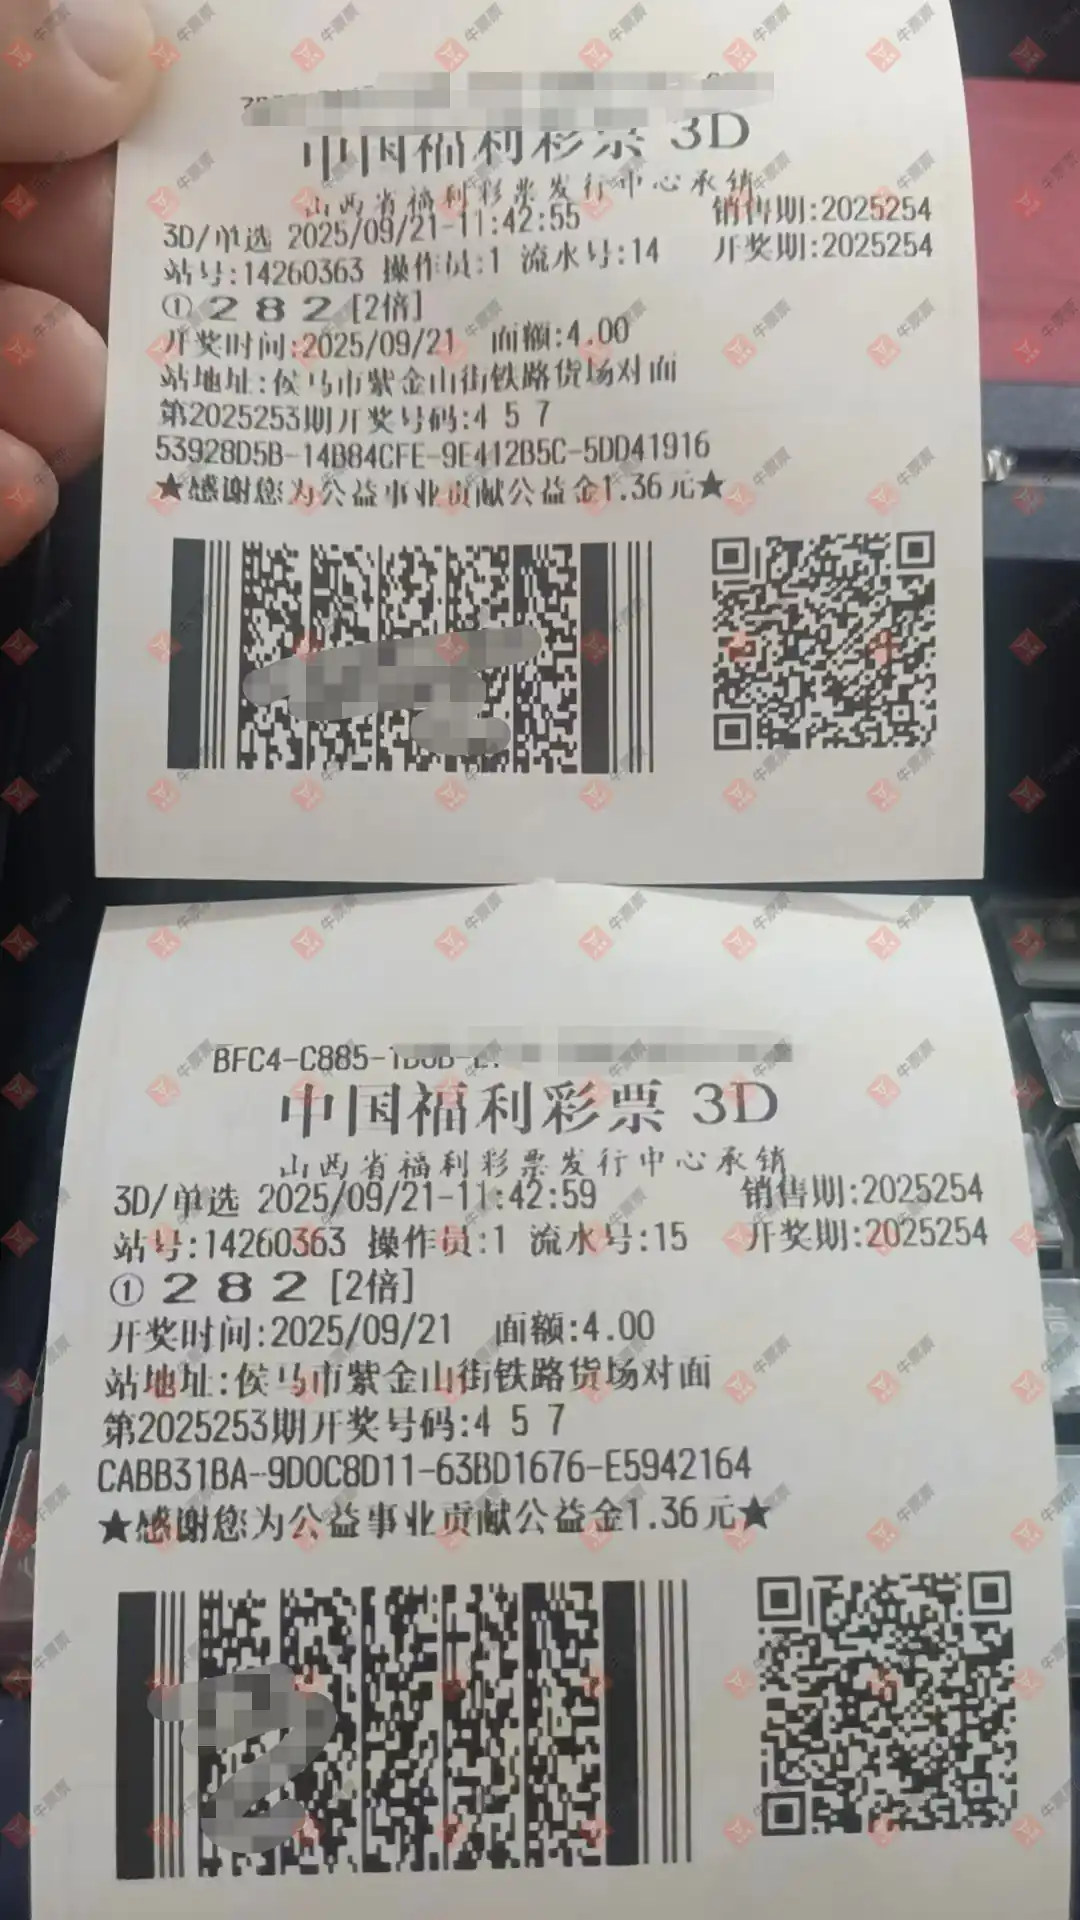 中国福利彩票 3D
山西省福利彩票发行中心承销
3D/单选 2025/09/21-11:42:55 销售期:2025254
站号:14260363 操作员:1 流水号:14 开奖期:2025254
① 2 8 2 [2倍]
开奖时间:2025/09/21 面额:4.00
站地址:侯马市紫金山街铁路货场对面
第2025253期开奖号码:4 5 7
53928D5B-14B84CFE-9E412B5C-5DD41916
★感谢您为公益事业贡献公益金1.36元★
BFC4-C885-
中国福利彩票 3D
山西省福利彩票发行中心承销
3D/单选 2025/09/21-11:42:59 销售期:2025254
站号:14260363 操作员:1 流水号:15 开奖期:2025254
① 2 8 2 [2倍]
开奖时间:2025/09/21 面额:4.00
站地址:侯马市紫金山街铁路货场对面
第2025253期开奖号码:4 5 7
CABB31BA-9D0C8D11-63BD1676-E5942164
★感谢您为公益事业贡献公益金1.36元★
牛票票